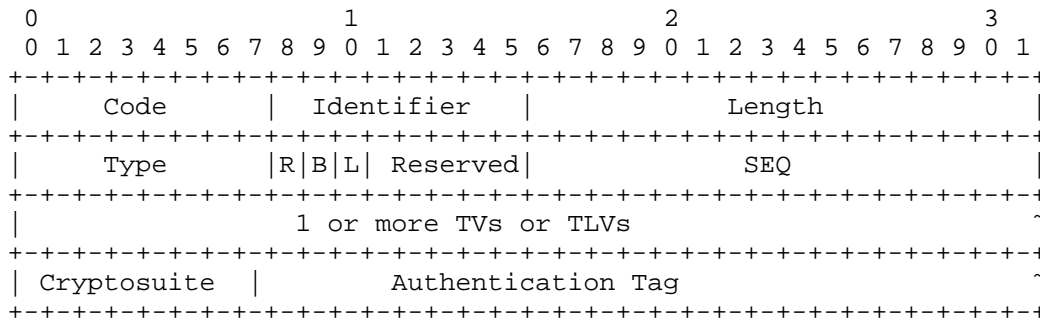 0                   1                   2                   3
 0 1 2 3 4 5 6 7 8 9 0 1 2 3 4 5 6 7 8 9 0 1 2 3 4 5 6 7 8 9 0 1
+-+-+-+-+-+-+-+-+-+-+-+-+-+-+-+-+-+-+-+-+-+-+-+-+-+-+-+-+-+-+-+-+
|     Code      |  Identifier   |            Length             |
+-+-+-+-+-+-+-+-+-+-+-+-+-+-+-+-+-+-+-+-+-+-+-+-+-+-+-+-+-+-+-+-+
|     Type      |R|B|L| Reserved|             SEQ               |
+-+-+-+-+-+-+-+-+-+-+-+-+-+-+-+-+-+-+-+-+-+-+-+-+-+-+-+-+-+-+-+-+
|                 1 or more TVs or TLVs                         ~
+-+-+-+-+-+-+-+-+-+-+-+-+-+-+-+-+-+-+-+-+-+-+-+-+-+-+-+-+-+-+-+-+
| Cryptosuite  |        Authentication Tag                      ~
+-+-+-+-+-+-+-+-+-+-+-+-+-+-+-+-+-+-+-+-+-+-+-+-+-+-+-+-+-+-+-+-+